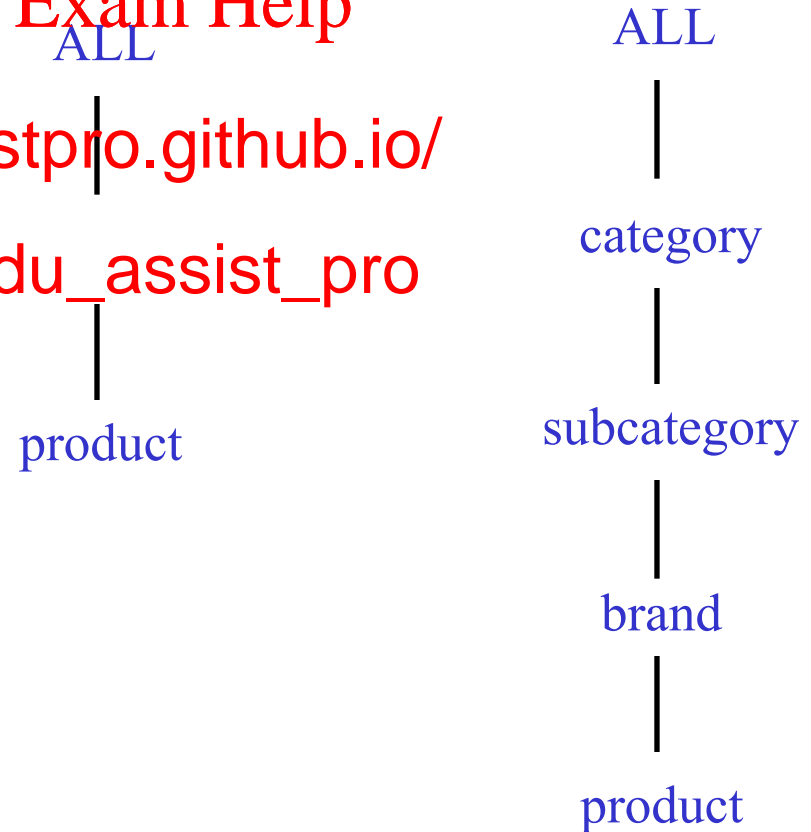 Exam Help
ALL
ALL
stpro.github.io/
category
du_assist_pro
subcategory
product
brand
product